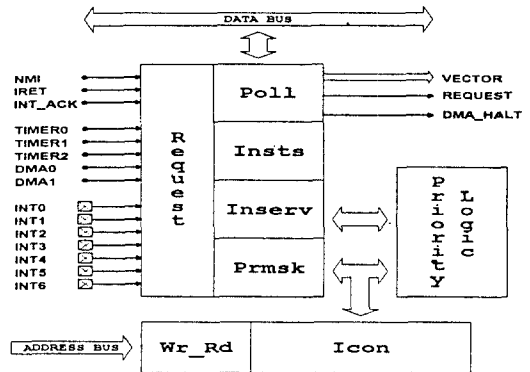 DATA BUS
NMI
IRET
INT_ACK
TIMER0
TIMER1
TIMER2
DMA0
DMA1
INT0
INT1
INT2
INT3
INT4
INT5
INT6
Request
Poll
Insts
Inserv
Prmsk
VECTOR
REQUEST
DMA_HALT
Priority
Logic
ADDRESS BUS
Wr_Rd
Icon